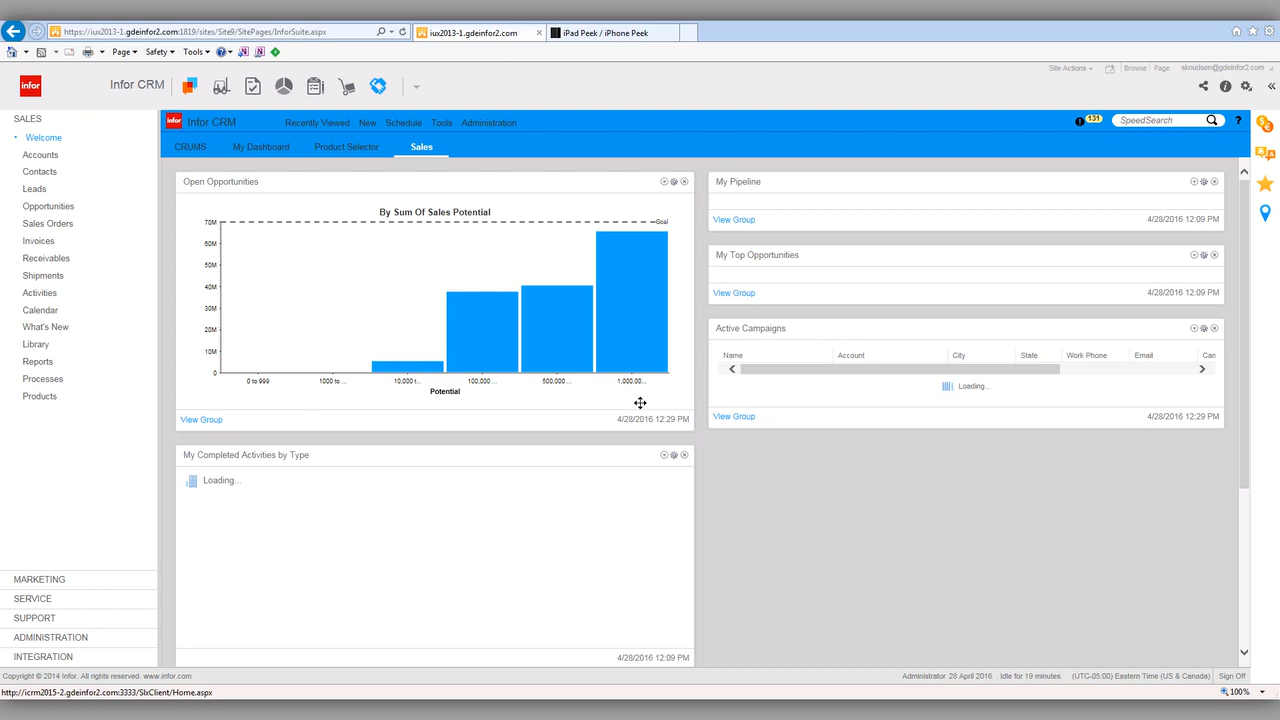 https://iux2013-1.gdeinfor2.com:1819/sites/Site9/SitePages/InforSuite.aspx
iux2013-1.gdeinfor2.com
iPad Peek / iPhone Peek
Page
Safety
Tools
Site Actions
Browse
Page
sknudsen@gdeinfor2.com
infor
Infor CRM
SALES
Welcome
Accounts
Contacts
Leads
Opportunities
Sales Orders
Invoices
Receivables
Shipments
Activities
Calendar
What's New
Library
Reports
Processes
Products
MARKETING
SERVICE
SUPPORT
ADMINISTRATION
INTEGRATION
infor
Infor CRM
Recently Viewed
New
Schedule
Tools
Administration
131
SpeedSearch
?
CRUMS
My Dashboard
Product Selector
Sales
Open Opportunities
By Sum Of Sales Potential
Goal
70M
60M
50M
40M
30M
20M
10M
0
0 to 999
1000 to ...
10,000 t...
100,000 ...
500,000 ...
1,000,00...
Potential
View Group
4/28/2016 12:29 PM
My Completed Activities by Type
Loading...
4/28/2016 12:09 PM
My Pipeline
View Group
4/28/2016 12:09 PM
My Top Opportunities
View Group
4/28/2016 12:09 PM
Active Campaigns
Name
Account
City
State
Work Phone
Email
Can
Loading...
View Group
4/28/2016 12:09 PM
Copyright © 2014 Infor. All rights reserved. www.infor.com
Administrator 28 April 2016 . Idle for 19 minutes.
(UTC-05:00) Eastern Time (US & Canada)
Sign Off
http://icrm2015-2.gdeinfor2.com:3333/SlxClient/Home.aspx
100%